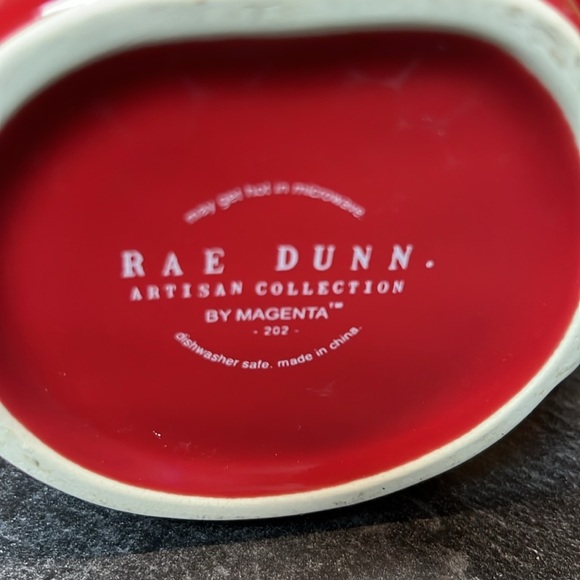 may get hot in microwave
RAE DUNN.
ARTISAN COLLECTION
BY MAGENTA™
- 202 -
dishwasher safe. made in china.